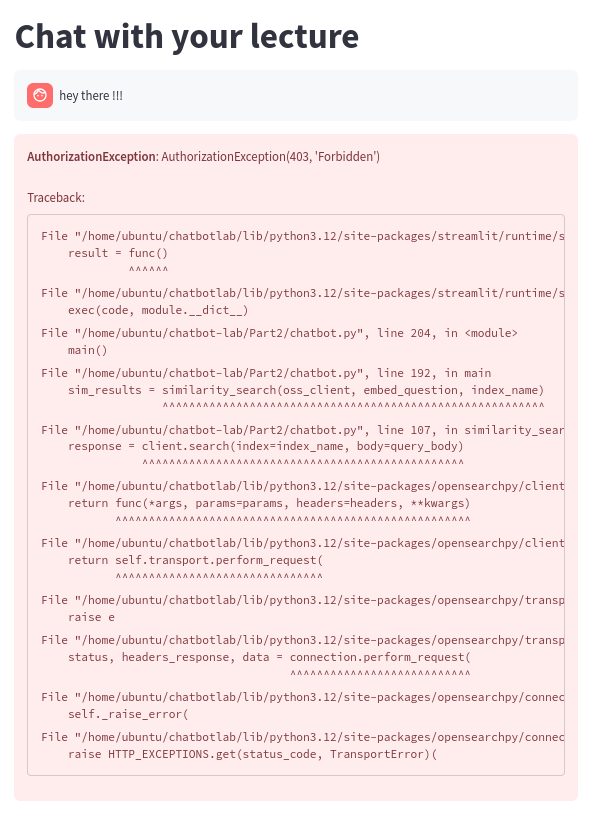 Chat with your lecture
hey there !!!
AuthorizationException: AuthorizationException(403, 'Forbidden')
Traceback:
File "/home/ubuntu/chatbotlab/lib/python3.12/site-packages/streamlit/runtime/s
result = func()
^^^^^^
File "/home/ubuntu/chatbotlab/lib/python3.12/site-packages/streamlit/runtime/s
exec(code, module.__dict__)
File "/home/ubuntu/chatbot-lab/Part2/chatbot.py", line 204, in <module>
main()
File "/home/ubuntu/chatbot-lab/Part2/chatbot.py", line 192, in main
sim_results = similarity_search(oss_client, embed_question, index_name)
^^^^^^^^^^^^^^^^^^^^^^^^^^^^^^^^^^^^^^^^^^^^^^^^^^^^^^^^^
File "/home/ubuntu/chatbot-lab/Part2/chatbot.py", line 107, in similarity_sear
response = client.search(index=index_name, body=query_body)
^^^^^^^^^^^^^^^^^^^^^^^^^^^^^^^^^^^^^^^^^^^^^^^^
File "/home/ubuntu/chatbotlab/lib/python3.12/site-packages/opensearchpy/client
return func(*args, params=params, headers=headers, **kwargs)
^^^^^^^^^^^^^^^^^^^^^^^^^^^^^^^^^^^^^^^^^^^^^^^^^^^^^
File "/home/ubuntu/chatbotlab/lib/python3.12/site-packages/opensearchpy/client
return self.transport.perform_request(
^^^^^^^^^^^^^^^^^^^^^^^^^^^^^^^
File "/home/ubuntu/chatbotlab/lib/python3.12/site-packages/opensearchpy/transp
raise e
File "/home/ubuntu/chatbotlab/lib/python3.12/site-packages/opensearchpy/transp
status, headers_response, data = connection.perform_request(
^^^^^^^^^^^^^^^^^^^^^^^^^^^
File "/home/ubuntu/chatbotlab/lib/python3.12/site-packages/opensearchpy/connec
self._raise_error(
File "/home/ubuntu/chatbotlab/lib/python3.12/site-packages/opensearchpy/connec
raise HTTP_EXCEPTIONS.get(status_code, TransportError)(